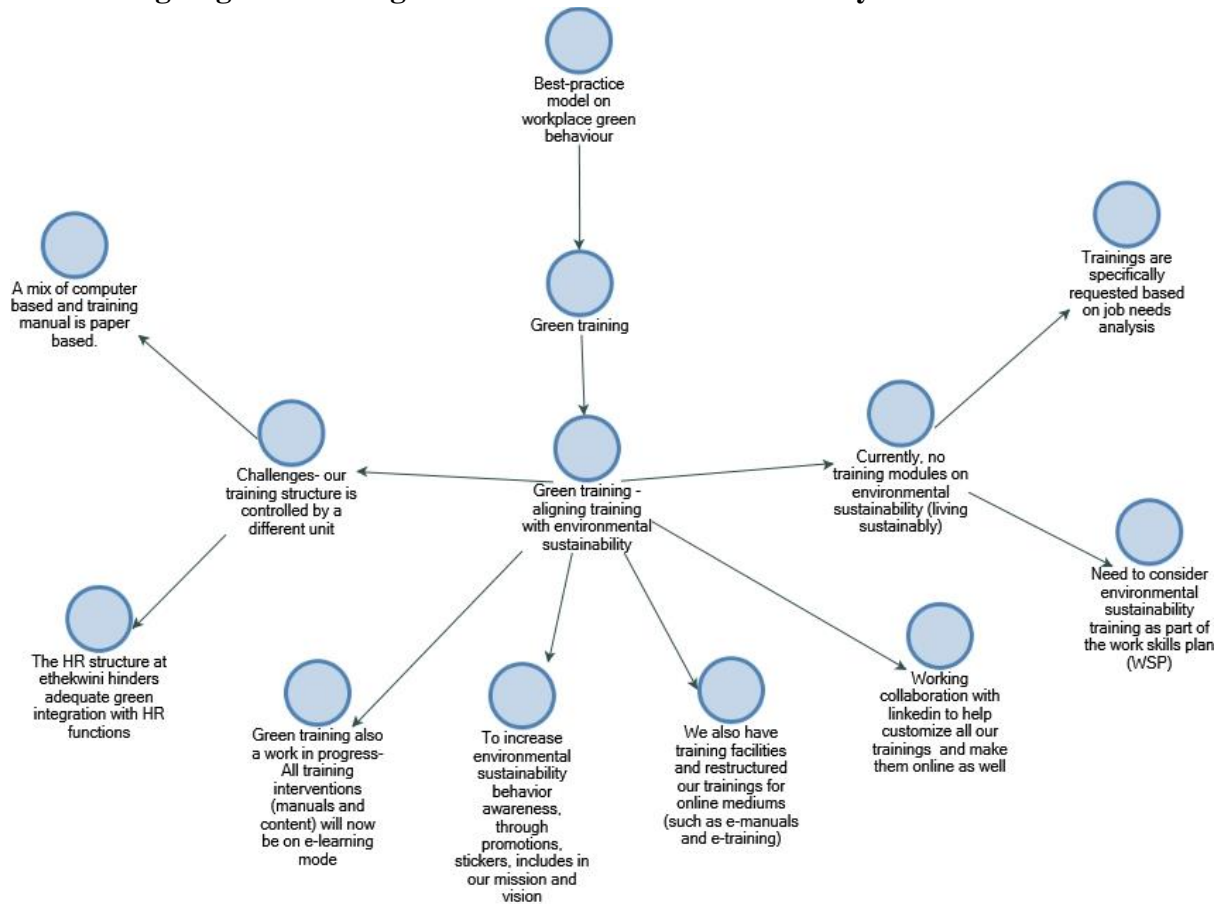 Best-practice
model on
workplace green
behaviour
Green training
Trainings are
specifically
requested based
on job needs
analysis
A mix of computer
based and training
manual is paper
based.
Challenges- our
training structure is
controlled by a
different unit
Green training -
aligning training
with environmental
sustainability
Currently, no
training modules on
environmental
sustainability (living
sustainably)
Need to consider
environmental
sustainability
training as part of
the work skills plan
(WSP)
The HR structure at
ethekwini hinders
adequate green
integration with HR
functions
Green training also
a work in progress-
All training
interventions
(manuals and
content) will now
be on e-learning
mode
To increase
environmental
sustainability
behavior
awareness,
through
promotions,
stickers, includes in
our mission and
vision
We also have
training facilities
and restructured
our trainings for
online mediums
(such as e-manuals
and e-training)
Working
collaboration with
linkedin to help
customize all our
trainings and make
them online as well